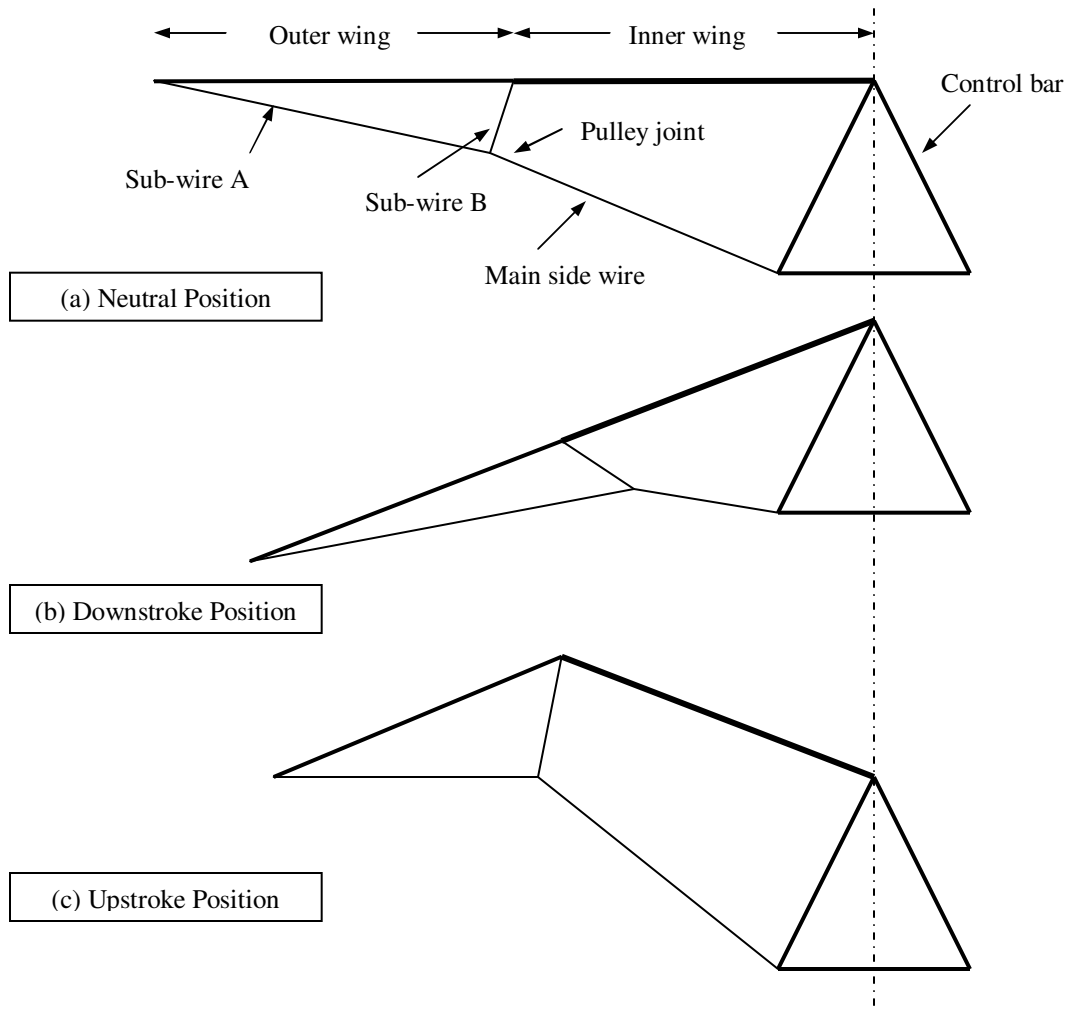 Outer wing
Inner wing
Control bar
Pulley joint
Sub-wire A
Sub-wire B
Main side wire
(a) Neutral Position
(b) Downstroke Position
(c) Upstroke Position